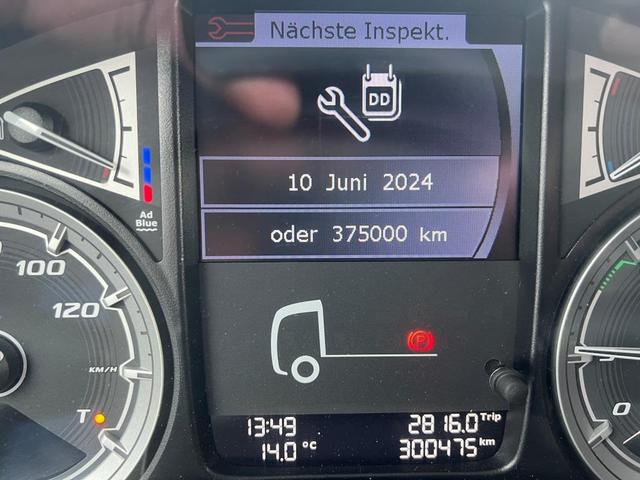 Nächste Inspekt.
DD
10 Juni 2024
oder 375000 km
Ad
Blue
100
120
KM/H
T
P
0
13:49
2816.0 Trip
14.0 °C
300475 km